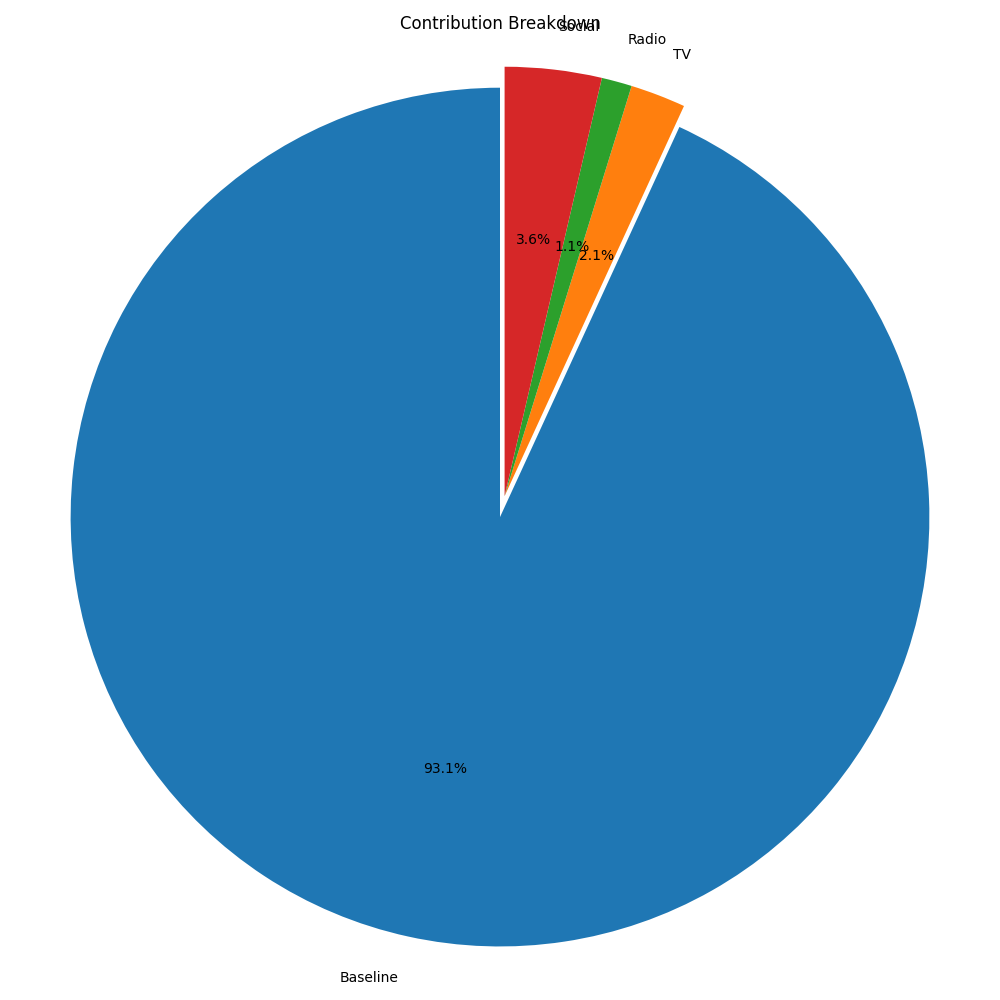 Contribution Breakdown
Social
Radio
TV
3.6%
1.1%
2.1%
93.1%
Baseline